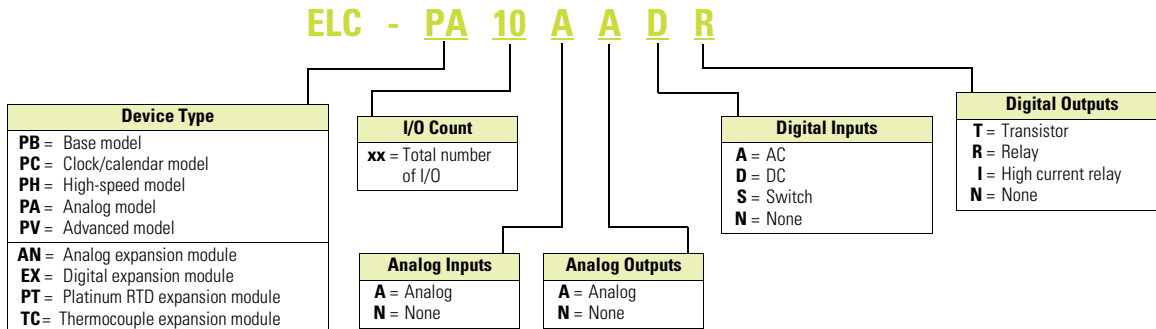 ELC - PA 10 A A D R
Device Type
PB = Base model
PC = Clock/calendar model
PH = High-speed model
PA = Analog model
PV = Advanced model
AN = Analog expansion module
EX = Digital expansion module
PT = Platinum RTD expansion module
TC = Thermocouple expansion module
I/O Count
xx = Total number
of I/O
Analog Inputs
A = Analog
N = None
Analog Outputs
A = Analog
N = None
Digital Inputs
A = AC
D = DC
S = Switch
N = None
Digital Outputs
T = Transistor
R = Relay
I = High current relay
N = None